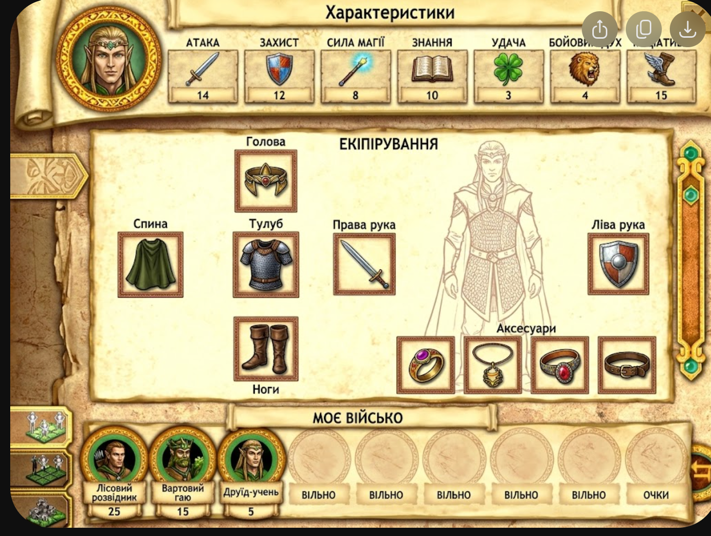 Характеристики
АТАКА ЗАХИСТ СИЛА МАГІЇ ЗНАННЯ УДАЧА
14 12 8 10 3 4 15
ЕКІПІРУВАННЯ
Голова
Спина Тулуб Права рука Ліва рука
Аксесуари
Ноги
МОЄ ВІЙСЬКО
Лісовий розвідник
25
Вартовий гаю
15
Друїд-учень
5
ВІЛЬНО ВІЛЬНО ВІЛЬНО ВІЛЬНО ВІЛЬНО ОЧКИ